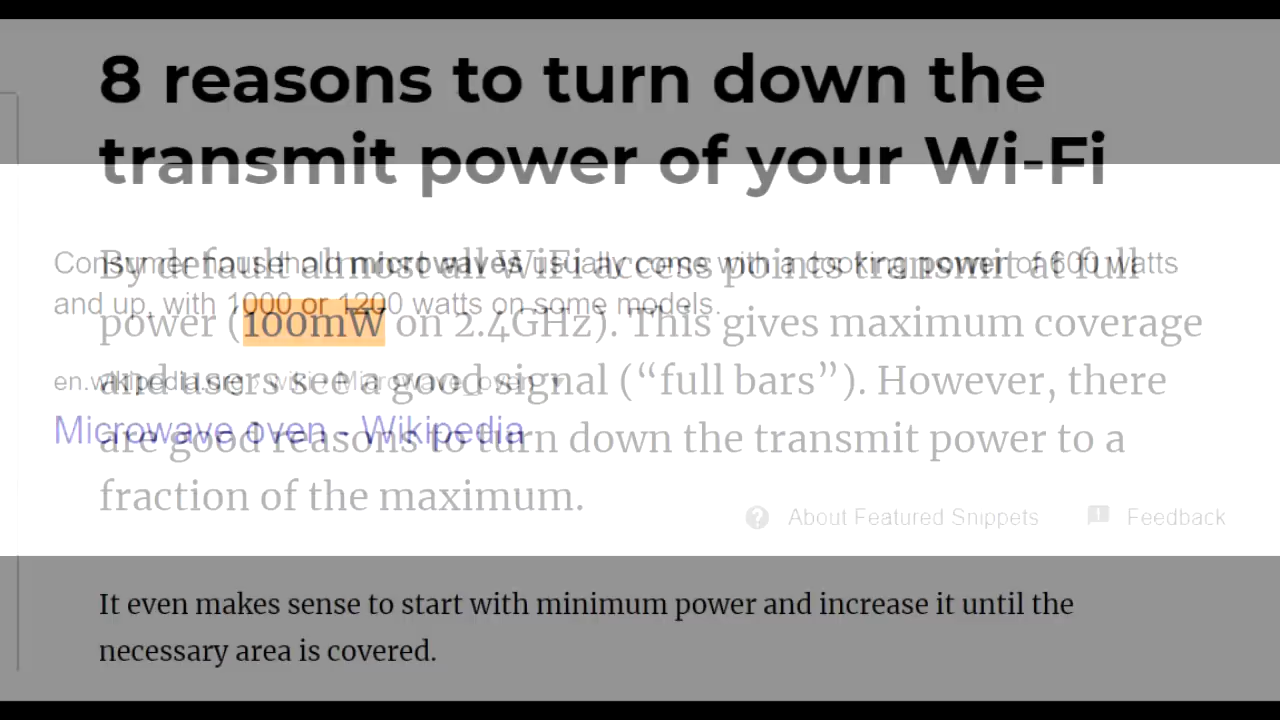 8 reasons to turn down the
transmit power of your Wi-Fi
Consumer household microwaves usually come with a cooking power of 600 watts
and up, with 1000 or 1200 watts on some models.
en.wikipedia.org › wiki › Microwave_oven
Microwave oven - Wikipedia
About Featured Snippets
Feedback
By default almost all WiFi access points transmit at full
power (100mW on 2.4GHz). This gives maximum coverage
and users see a good signal (“full bars”). However, there
are good reasons to turn down the transmit power to a
fraction of the maximum.
It even makes sense to start with minimum power and increase it until the
necessary area is covered.